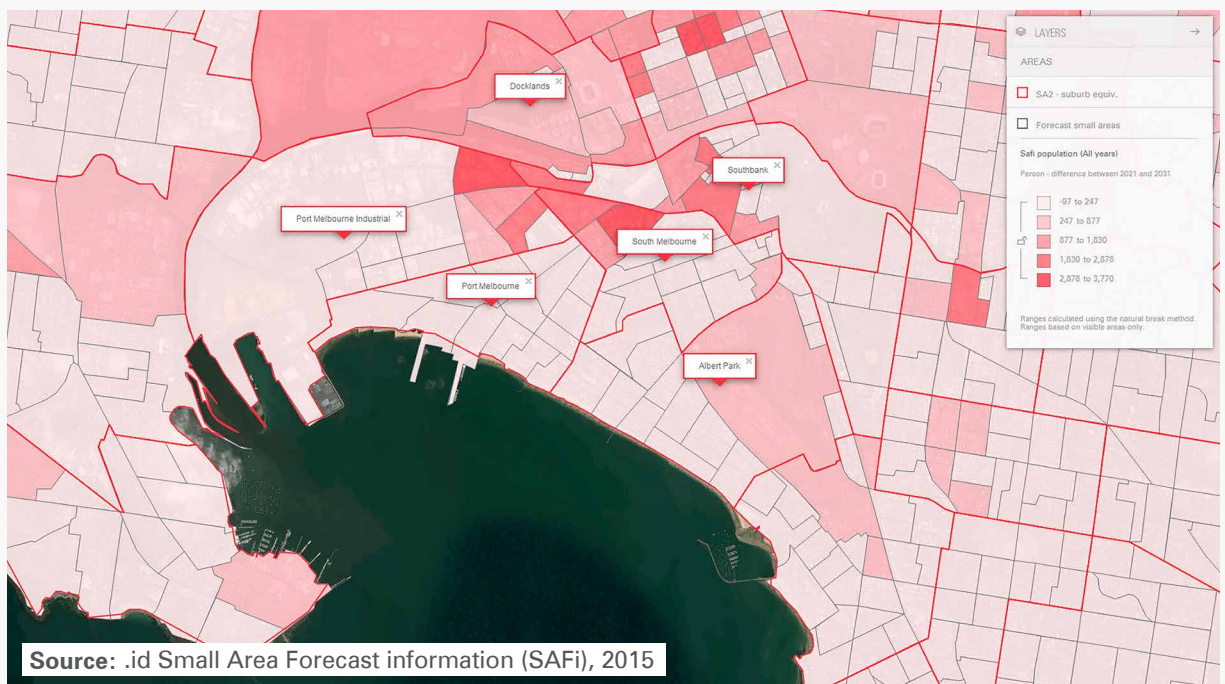 Docklands
Southbank
Port Melbourne Industrial
South Melbourne
Port Melbourne
Albert Park
LAYERS
AREAS
SA2 - suburb equiv.
Forecast small areas
Safi population (All years)
Person - difference between 2021 and 2031
-97 to 247
247 to 877
877 to 1,830
1,830 to 2,878
2,878 to 3,770
Ranges calculated using the natural break method.
Ranges based on visible areas only.
Source: .id Small Area Forecast information (SAFi), 2015